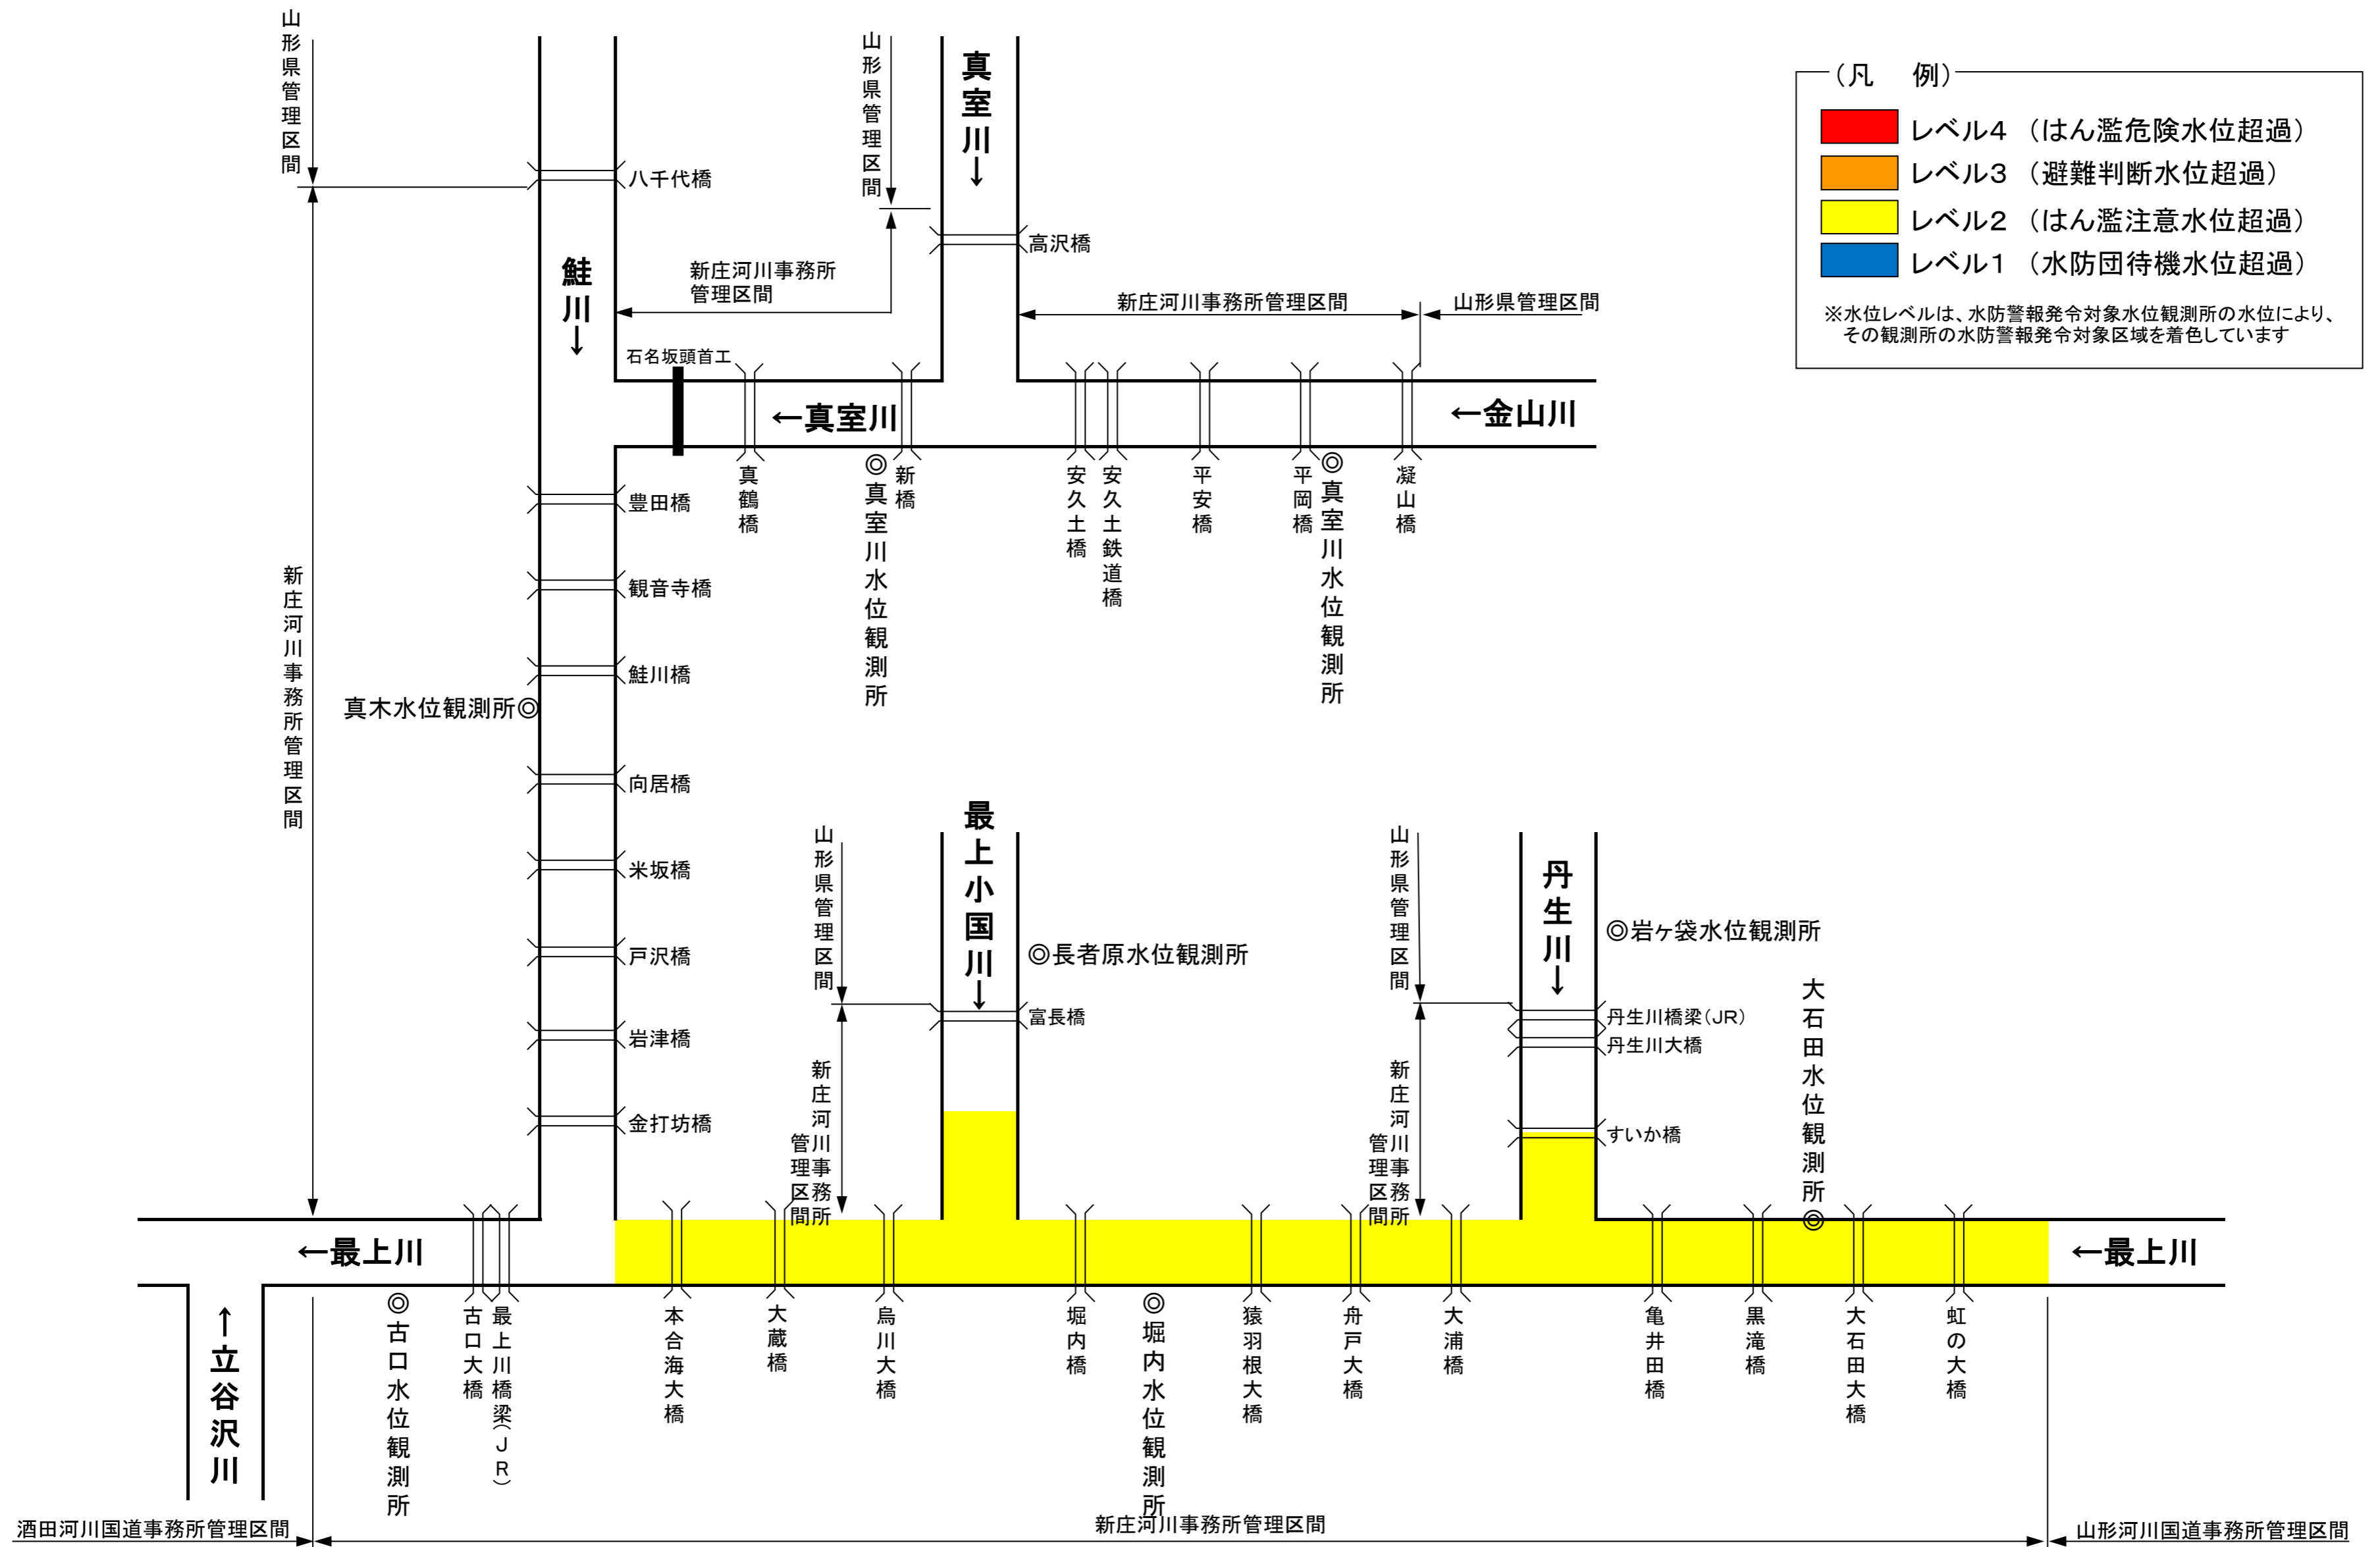 山形県管理区間
山形県管理区間
真室川↓
(凡 例)
レベル4 (はん濫危険水位超過)
レベル3 (避難判断水位超過)
レベル2 (はん濫注意水位超過)
レベル1 (水防団待機水位超過)
※水位レベルは、水防警報発令対象水位観測所の水位により、
その観測所の水防警報発令対象区域を着色しています
八千代橋
高沢橋
鮭川↓
新庄河川事務所
管理区間
新庄河川事務所管理区間
山形県管理区間
石名坂頭首工
←真室川
←金山川
真鶴橋
◎真室川水位観測所
新橋
安久土橋
安久土鉄道橋
平安橋
平岡橋
◎真室川水位観測所
凝山橋
豊田橋
観音寺橋
鮭川橋
新庄河川事務所管理区間
真木水位観測所◎
向居橋
米坂橋
戸沢橋
岩津橋
金打坊橋
山形県管理区間
最上小国川↓
◎長者原水位観測所
富長橋
新庄河川事務所
管理区間
山形県管理区間
丹生川↓
◎岩ヶ袋水位観測所
丹生川橋梁(JR)
丹生川大橋
すいか橋
新庄河川事務所
管理区間
大石田水位観測所◎
←最上川
←最上川
↑立谷沢川
◎古口水位観測所
古口大橋
最上川橋梁(JR)
本合海大橋
大蔵橋
烏川大橋
堀内橋
◎堀内水位観測所
猿羽根大橋
舟戸大橋
大浦橋
亀井田橋
黒滝橋
大石田大橋
虹の大橋
酒田河川国道事務所管理区間
新庄河川事務所管理区間
山形河川国道事務所管理区間